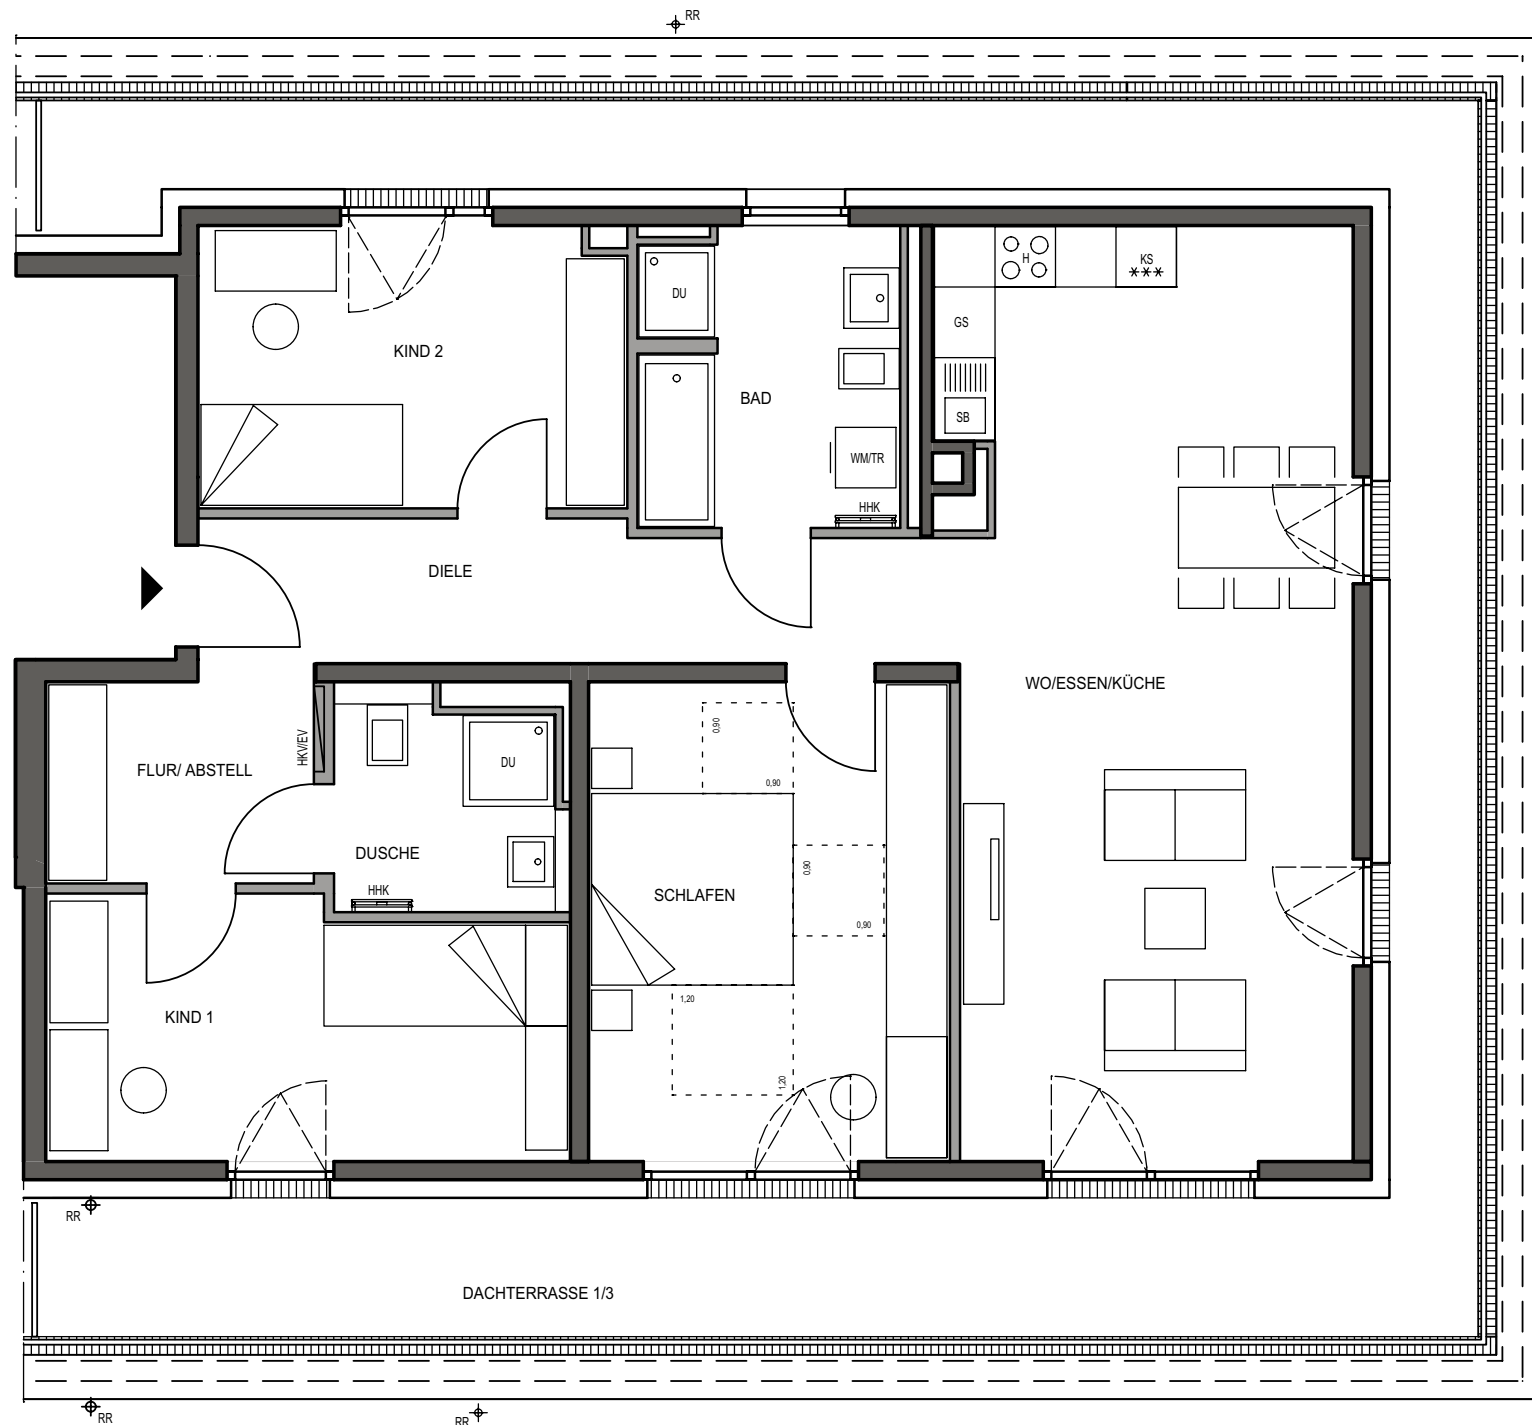 RR
KIND 2
DU
BAD
H
KS
***
GS
SB
WM/TR
HHK
DIELE
WO/ESSEN/KÜCHE
FLUR/ ABSTELL
HKV/EV
DU
DUSCHE
HHK
0,90
0,90
0,90
0,90
SCHLAFEN
1,20
1,20
KIND 1
RR
DACHTERRASSE 1/3
RR
RR